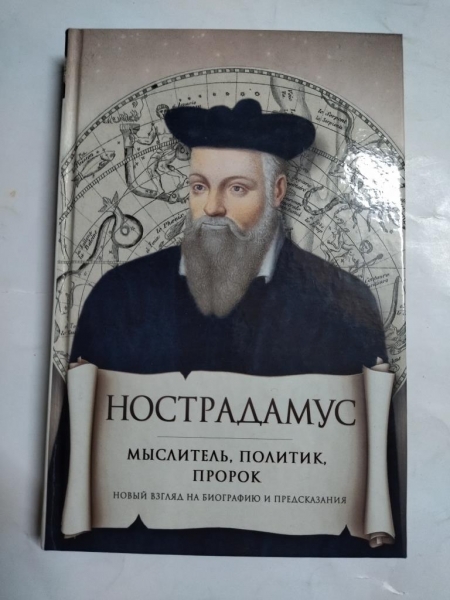 НОСТРАДАМУС
МЫСЛИТЕЛЬ, ПОЛИТИК,
ПРОРОК
НОВЫЙ ВЗГЛЯД НА БИОГРАФИЮ И ПРЕДСКАЗАНИЯ